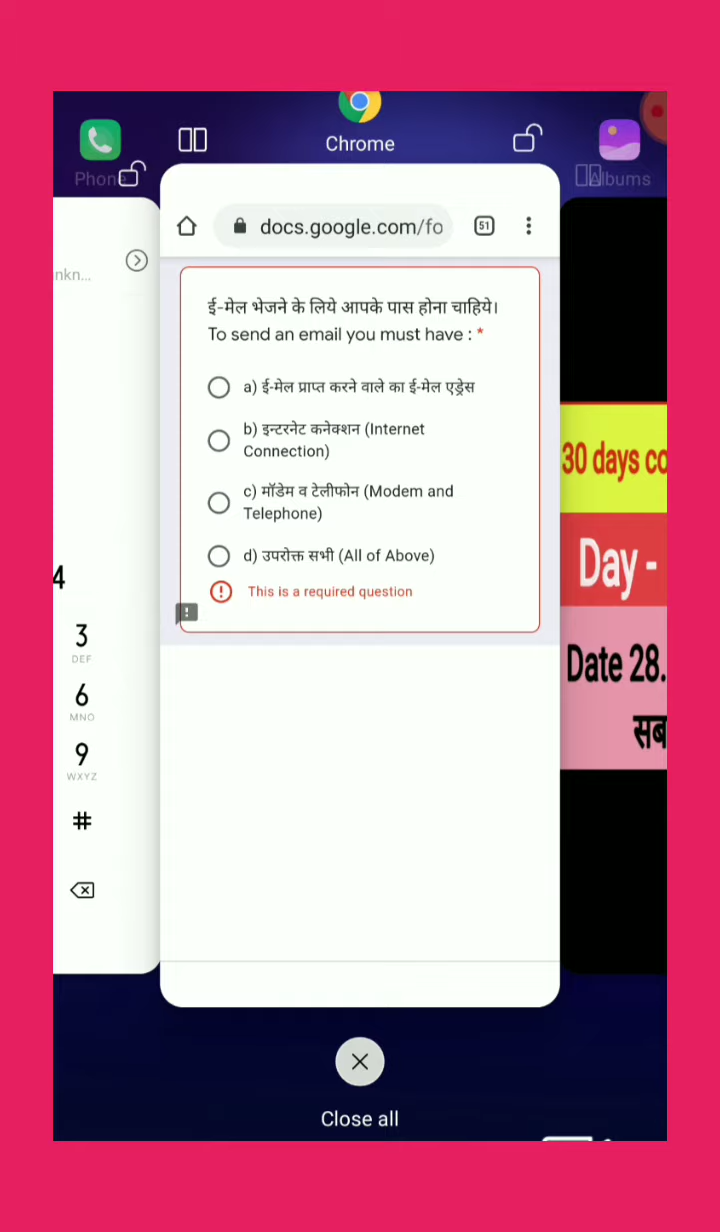 Phone
Chrome
Albums
nkn...
docs.google.com/fo
51
ई-मेल भेजने के लिये आपके पास होना चाहिये।
To send an email you must have : *
a) ई-मेल प्राप्त करने वाले का ई-मेल एड्रेस
b) इन्टरनेट कनेक्शन (Internet
Connection)
c) मॉडेम व टेलीफोन (Modem and
Telephone)
d) उपरोक्त सभी (All of Above)
This is a required question
4
3
DEF
6
MNO
9
WXYZ
#
30 days co
Day -
Date 28.
सब
Close all